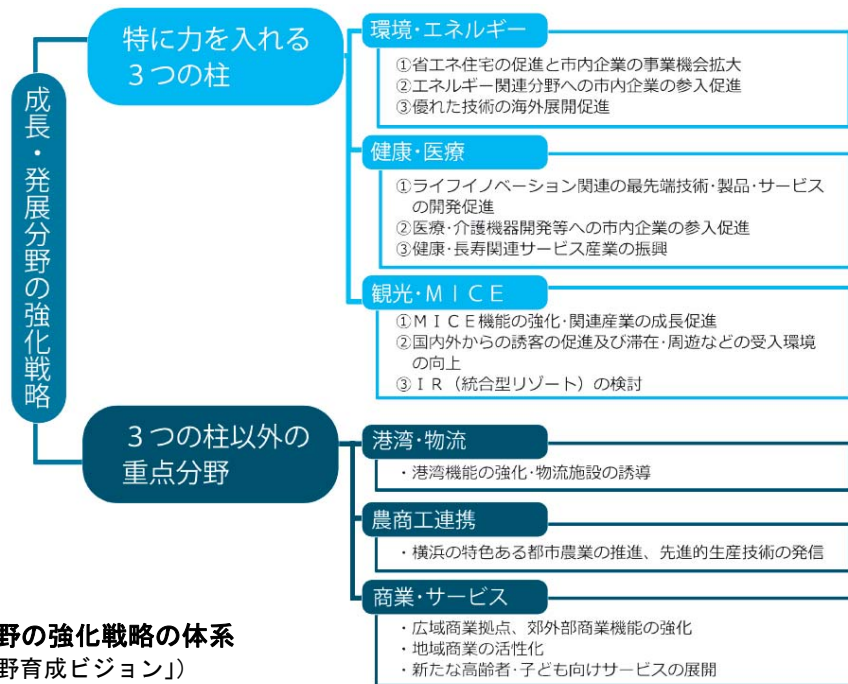 成長・発展分野の強化戦略
特に力を入れる
３つの柱
環境・エネルギー
①省エネ住宅の促進と市内企業の事業機会拡大
②エネルギー関連分野への市内企業の参入促進
③優れた技術の海外展開促進
健康・医療
①ライフイノベーション関連の最先端技術・製品・サービス
の開発促進
②医療・介護機器開発等への市内企業の参入促進
③健康・長寿関連サービス産業の振興
観光・ＭＩＣＥ
①ＭＩＣＥ機能の強化・関連産業の成長促進
②国内外からの誘客の促進及び滞在・周遊などの受入環境
の向上
③ＩＲ（統合型リゾート）の検討
３つの柱以外の
重点分野
港湾・物流
・港湾機能の強化・物流施設の誘導
農商工連携
・横浜の特色ある都市農業の推進、先進的生産技術の発信
商業・サービス
・広域商業拠点、郊外部商業機能の強化
・地域商業の活性化
・新たな高齢者・子ども向けサービスの展開
野の強化戦略の体系
野育成ビジョン」）